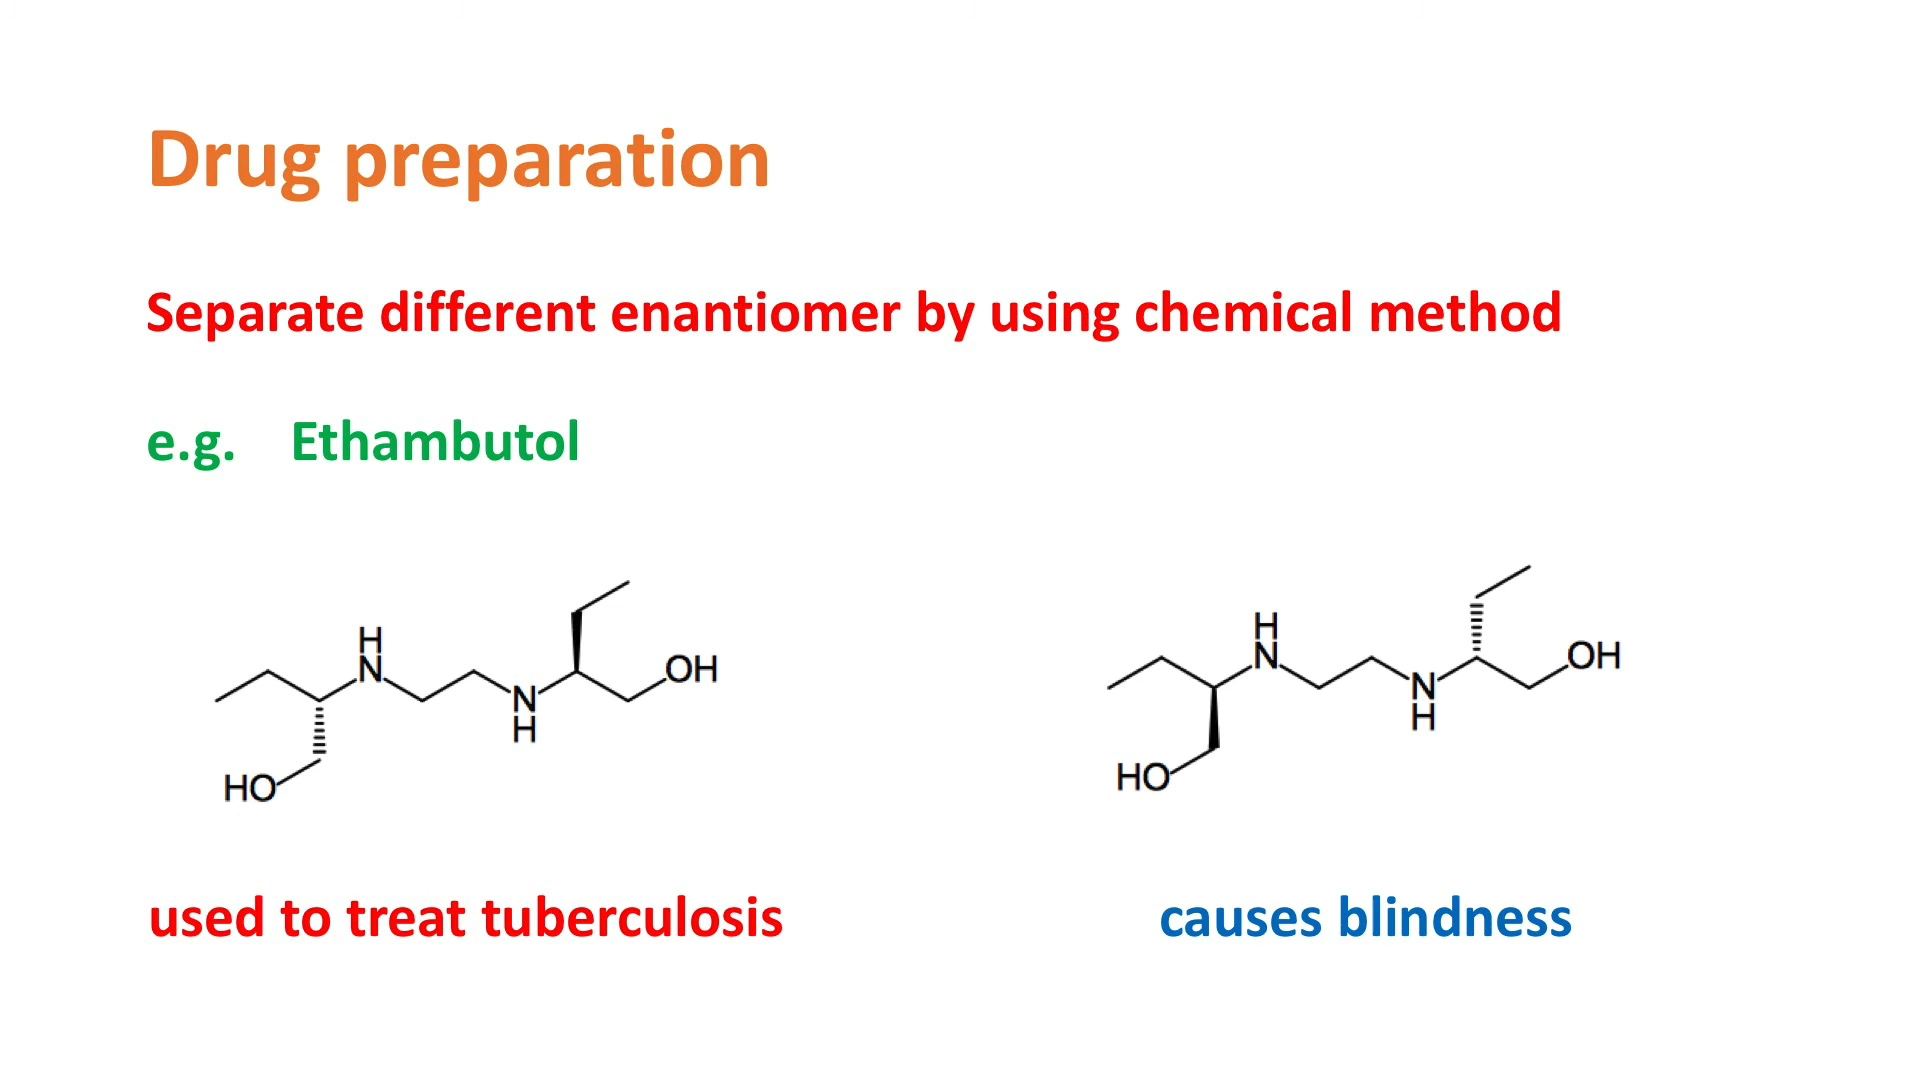 Drug preparation
Separate different enantiomer by using chemical method
e.g. Ethambutol
H
N
N
H
OH
HO
H
N
N
H
OH
HO
used to treat tuberculosis
causes blindness